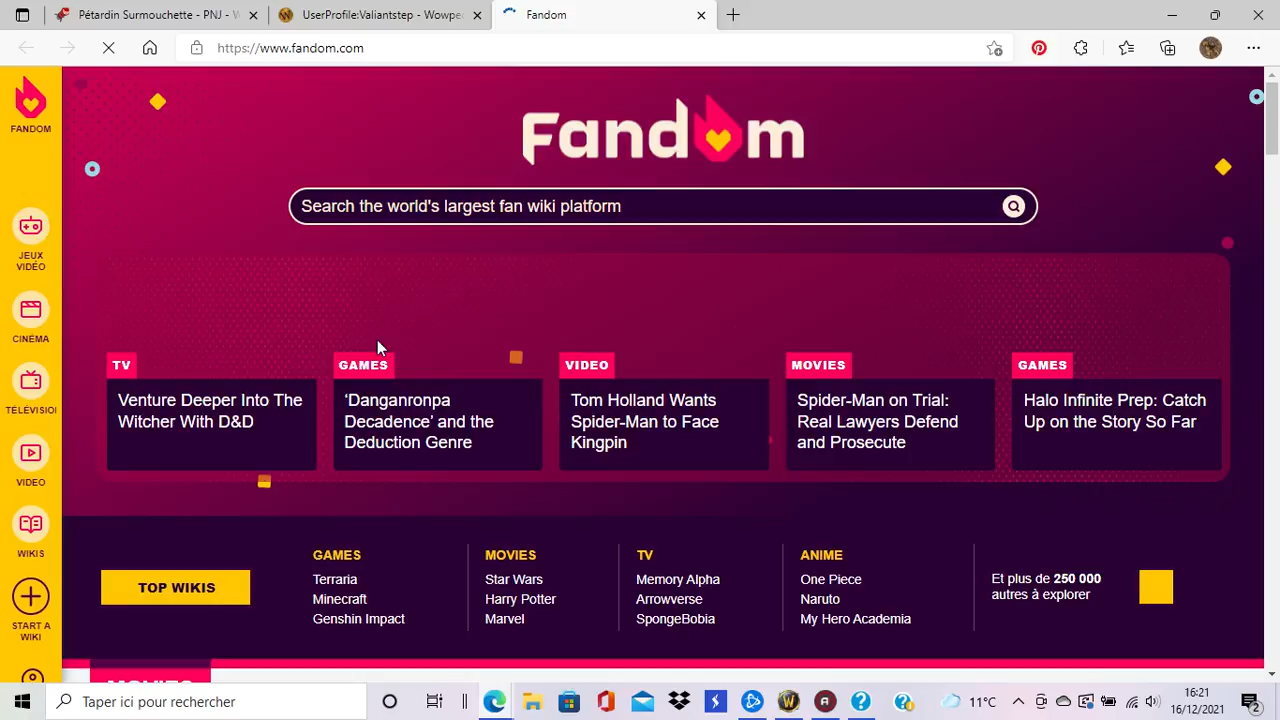 Pétardin Surmouchette - PNJ - W
UserProfile:Valiantstep - Wowpe
Fandom
https://www.fandom.com
FANDOM
JEUX
VIDÉO
CINÉMA
TÉLÉVISIOI
VIDEO
WIKIS
START A
WIKI
Fandom
Search the world's largest fan wiki platform
TV
Venture Deeper Into The
Witcher With D&D
GAMES
‘Danganronpa
Decadence’ and the
Deduction Genre
VIDEO
Tom Holland Wants
Spider-Man to Face
Kingpin
MOVIES
Spider-Man on Trial:
Real Lawyers Defend
and Prosecute
GAMES
Halo Infinite Prep: Catch
Up on the Story So Far
TOP WIKIS
GAMES
Terraria
Minecraft
Genshin Impact
MOVIES
Star Wars
Harry Potter
Marvel
TV
Memory Alpha
Arrowverse
SpongeBobia
ANIME
One Piece
Naruto
My Hero Academia
Et plus de 250 000
autres à explorer
MOVIES
Taper ici pour rechercher
11°C
16:21
16/12/2021
2